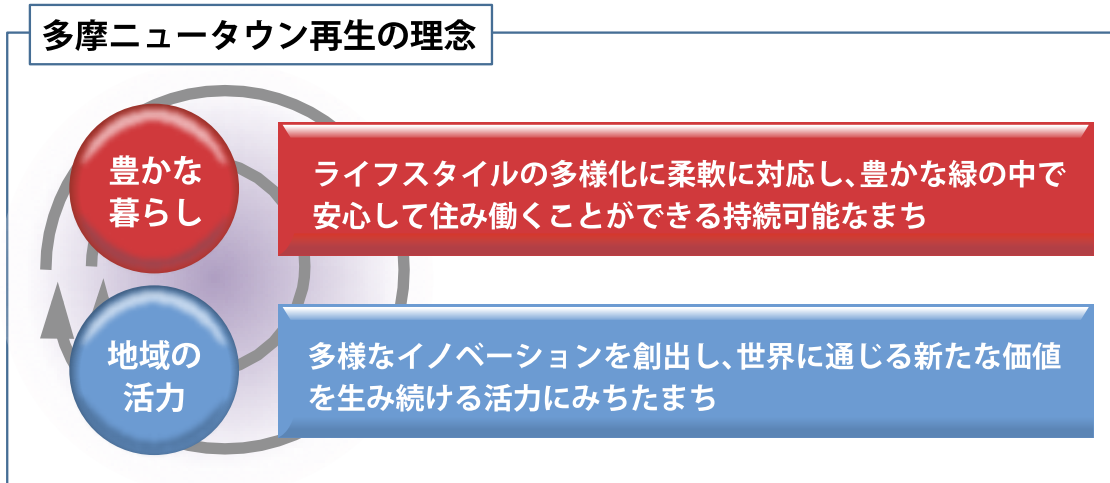 多摩ニュータウン再生の理念
豊かな
暮らし
ライフスタイルの多様化に柔軟に対応し、豊かな緑の中で
安心して住み働くことができる持続可能なまち
地域の
活力
多様なイノベーションを創出し、世界に通じる新たな価値
を生み続ける活力にみちたまち